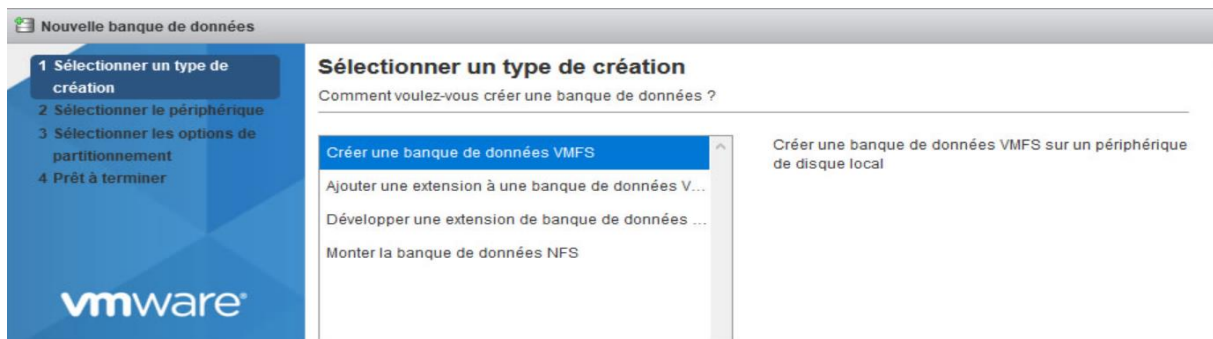 Nouvelle banque de données
1 Sélectionner un type de
création
2 Sélectionner le périphérique
3 Sélectionner les options de
partitionnement
4 Prêt à terminer
vmware
Sélectionner un type de création
Comment voulez-vous créer une banque de données ?
Créer une banque de données VMFS
Ajouter une extension à une banque de données V...
Développer une extension de banque de données ...
Monter la banque de données NFS
Créer une banque de données VMFS sur un périphérique
de disque local